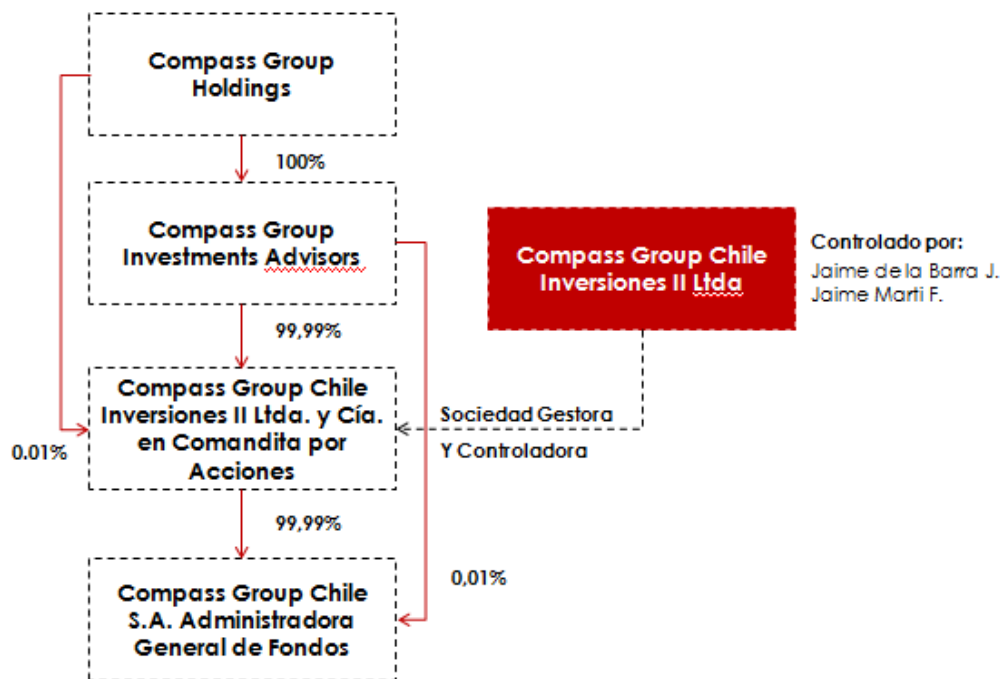 Compass Group
Holdings
100%
Compass Group
Investments Advisors
Compass Group Chile
Inversiones II Ltda
Controlado por:
Jaime de la Barra J.
Jaime Marti F.
99,99%
Compass Group Chile
Inversiones II Ltda. y Cía.
en Comandita por
Acciones
Sociedad Gestora
Y Controladora
0.01%
99,99%
0,01%
Compass Group Chile
S.A. Administradora
General de Fondos